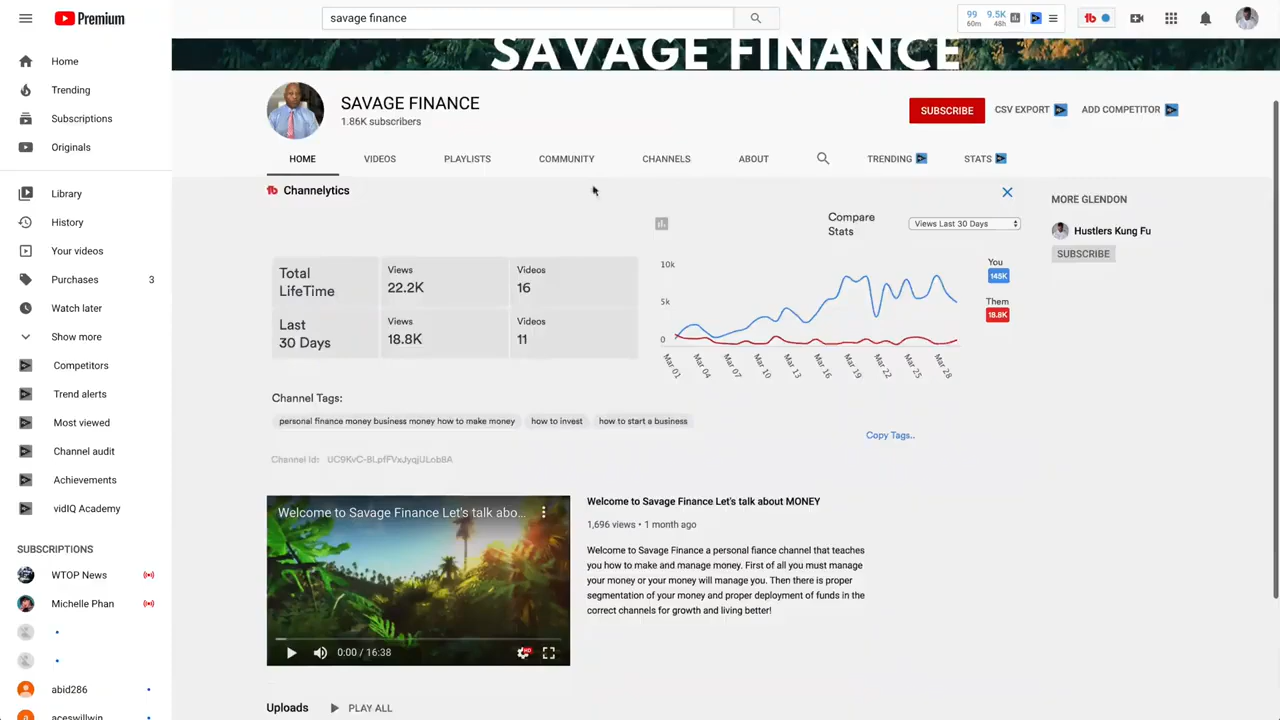 Premium
savage finance
99
60m
9.5K
48h
tb
Home
Trending
Subscriptions
Originals
Library
History
Your videos
Purchases 3
Watch later
Show more
Competitors
Trend alerts
Most viewed
Channel audit
Achievements
vidIQ Academy
SUBSCRIPTIONS
WTOP News
Michelle Phan
abid286
aceswillwin
SAVAGE FINANCE
SAVAGE FINANCE
1.86K subscribers
SUBSCRIBE
CSV EXPORT
ADD COMPETITOR
HOME
VIDEOS
PLAYLISTS
COMMUNITY
CHANNELS
ABOUT
TRENDING
STATS
tb Channelytics
Compare
Stats
Views Last 30 Days
Total
LifeTime
Views
22.2K
Videos
16
Last
30 Days
Views
18.8K
Videos
11
10k
5k
0
Mar 01
Mar 04
Mar 07
Mar 10
Mar 13
Mar 16
Mar 19
Mar 22
Mar 25
Mar 28
You
145K
Them
18.8K
MORE GLENDON
Hustlers Kung Fu
SUBSCRIBE
Channel Tags:
personal finance money business money how to make money
how to invest
how to start a business
Copy Tags..
Channel Id:
Welcome to Savage Finance Let's talk abo...
0:00 / 16:38
HD
Welcome to Savage Finance Let's talk about MONEY
1,696 views • 1 month ago
Welcome to Savage Finance a personal fiance channel that teaches
you how to make and manage money. First of all you must manage
your money or your money will manage you. Then there is proper
segmentation of your money and proper deployment of funds in the
correct channels for growth and living better!
Uploads
PLAY ALL